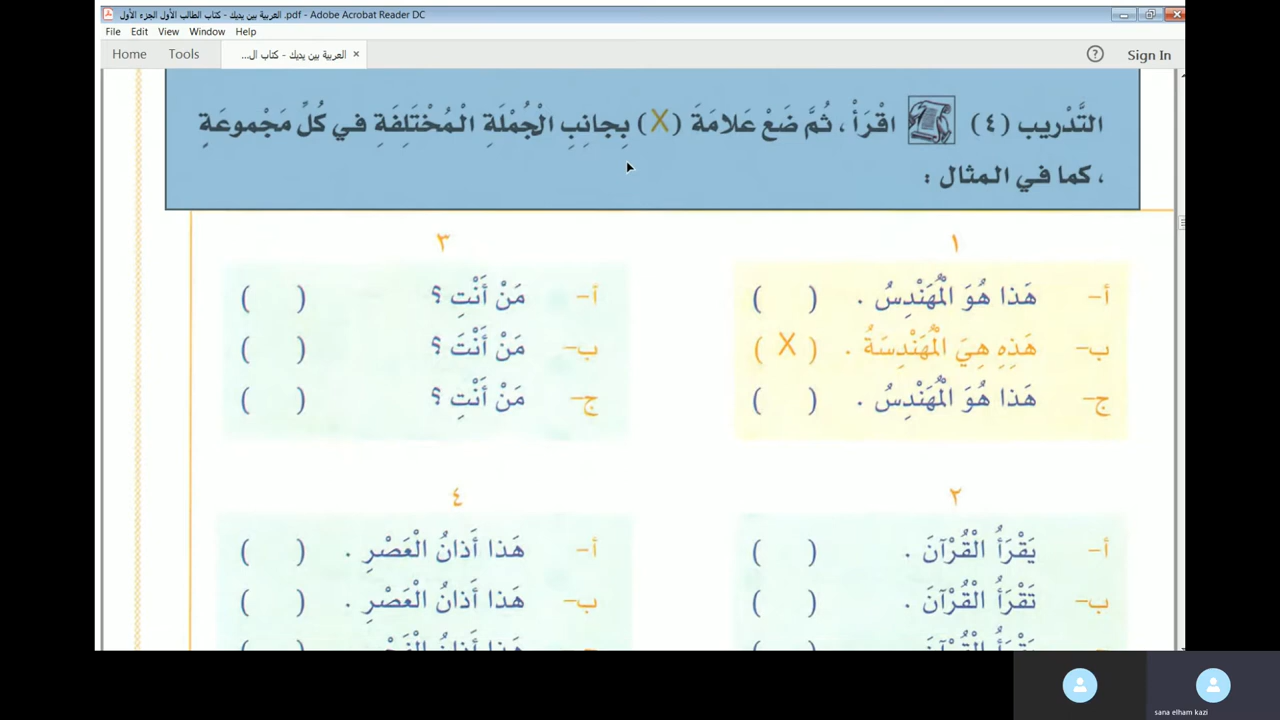 العربية بين يديك - كتاب الطالب الأول الجزء الأول .pdf - Adobe Acrobat Reader DC
File Edit View Window Help
Home Tools العربية بين يديك - كتاب ال... × ? Sign In
التَّدْريب (٤) اقْرَأْ ، ثُمَّ ضَعْ عَلامَةَ (X) بِجانِبِ الْجُمْلَةِ الْمُخْتَلِفَةِ في كُلِّ مَجْموعَةٍ
، كما في المثال :
١
أ- هَذا هُوَ الْمُهَنْدِسُ . ( )
ب- هَذِهِ هِيَ الْمُهَنْدِسَةُ . ( X )
ج- هَذا هُوَ الْمُهَنْدِسُ . ( )
٣
أ- مَنْ أَنْتِ ؟ ( )
ب- مَنْ أَنْتَ ؟ ( )
ج- مَنْ أَنْتِ ؟ ( )
٢
أ- يَقْرَأُ الْقُرْآنَ . ( )
ب- تَقْرَأُ الْقُرْآنَ . ( )
٤
أ- هَذا أَذانُ الْعَصْرِ . ( )
ب- هَذا أَذانُ الْعَصْرِ . ( )
sana elham kazi